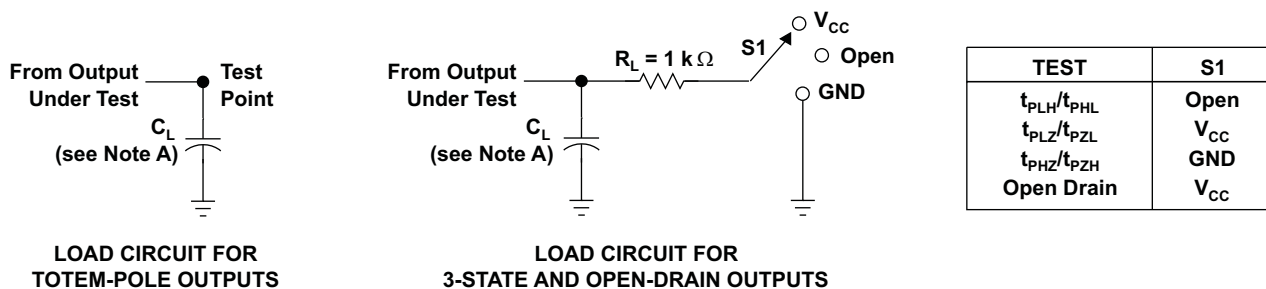 From Output
Under Test
Test
Point
C_L
(see Note A)
LOAD CIRCUIT FOR
TOTEM-POLE OUTPUTS
From Output
Under Test
R_L = 1 k Ω
S1
V_CC
Open
GND
C_L
(see Note A)
LOAD CIRCUIT FOR
3-STATE AND OPEN-DRAIN OUTPUTS
TEST S1
t_PLH/t_PHL Open
t_PLZ/t_PZL V_CC
t_PHZ/t_PZH GND
Open Drain V_CC